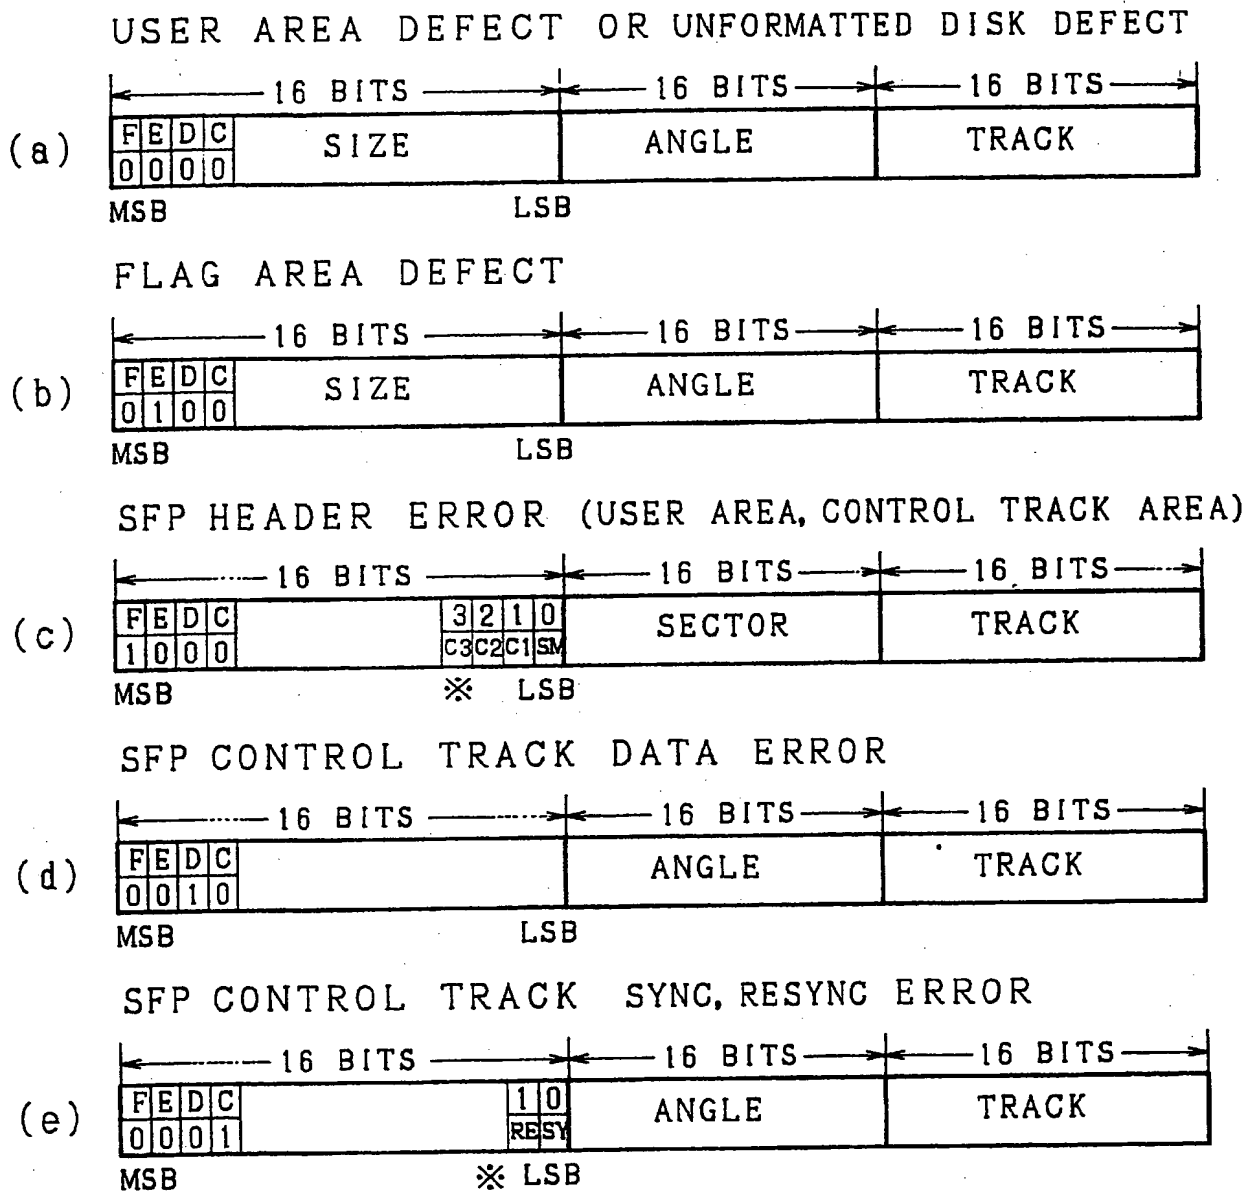 USER AREA DEFECT OR UNFORMATTED DISK DEFECT
16 BITS 16 BITS 16 BITS
(a) F E D C SIZE ANGLE TRACK
0 0 0 0
MSB LSB
FLAG AREA DEFECT
16 BITS 16 BITS 16 BITS
(b) F E D C SIZE ANGLE TRACK
0 1 0 0
MSB LSB
SFP HEADER ERROR (USER AREA, CONTROL TRACK AREA)
16 BITS 16 BITS 16 BITS
(c) F E D C 3 2 1 0 SECTOR TRACK
1 0 0 0 C3 C2 C1 SM
MSB ※ LSB
SFP CONTROL TRACK DATA ERROR
16 BITS 16 BITS 16 BITS
(d) F E D C ANGLE TRACK
0 0 1 0
MSB LSB
SFP CONTROL TRACK SYNC, RESYNC ERROR
16 BITS 16 BITS 16 BITS
(e) F E D C 1 0 ANGLE TRACK
0 0 0 1 RE SY
MSB ※ LSB